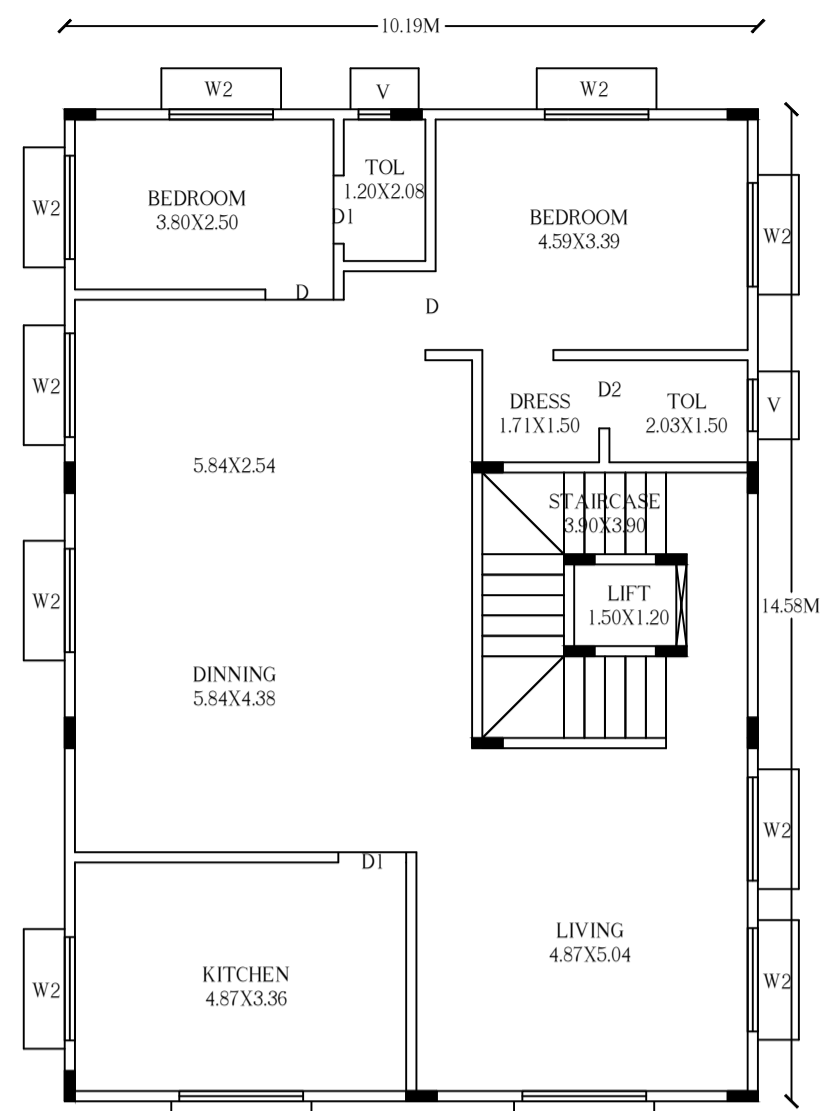 10.19M
W2
V
W2
W2
BEDROOM
3.80X2.50
TOL
1.20X2.08
D1
BEDROOM
4.59X3.39
W2
D
D
W2
DRESS
1.71X1.50
D2
TOL
2.03X1.50
V
5.84X2.54
STAIRCASE
3.90X3.90
W2
LIFT
1.50X1.20
14.58M
DINNING
5.84X4.38
W2
D1
LIVING
4.87X5.04
KITCHEN
4.87X3.36
W2
W2